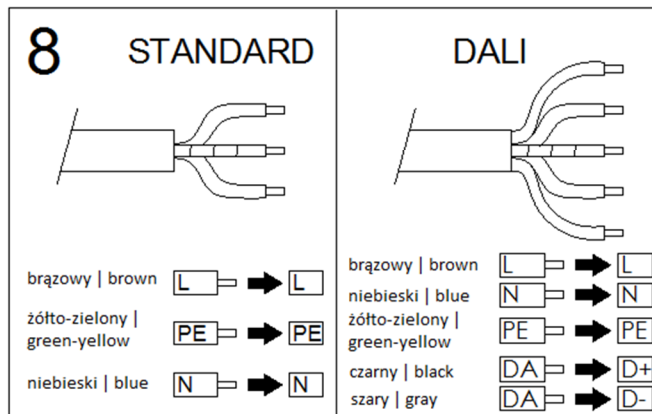 8 STANDARD
brązowy | brown L L
żółto-zielony |
green-yellow PE PE
niebieski | blue N N
DALI
brązowy | brown L L
niebieski | blue N N
żółto-zielony |
green-yellow PE PE
czarny | black DA D+
szary | gray DA D-